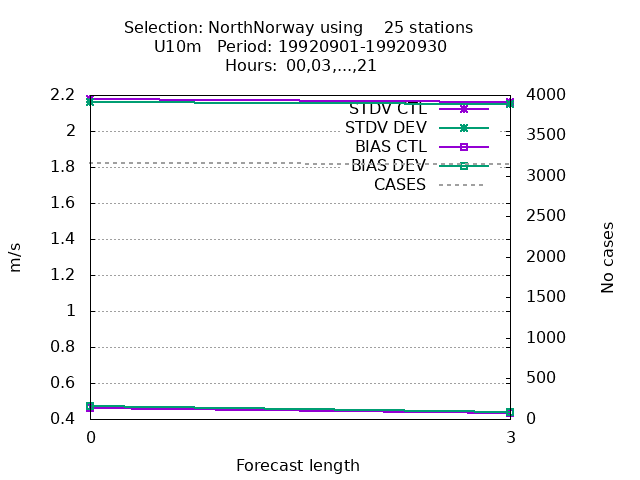 Selection: NorthNorway using    25 stations
U10m   Period: 19920901-19920930
Hours: 00,03,...,21
2.2
2
1.8
1.6
1.4
1.2
1
0.8
0.6
0.4
m/s
STDV CTL
STDV DEV
BIAS CTL
BIAS DEV
CASES
4000
3500
3000
2500
2000
1500
1000
500
0
No cases
0
3
Forecast length